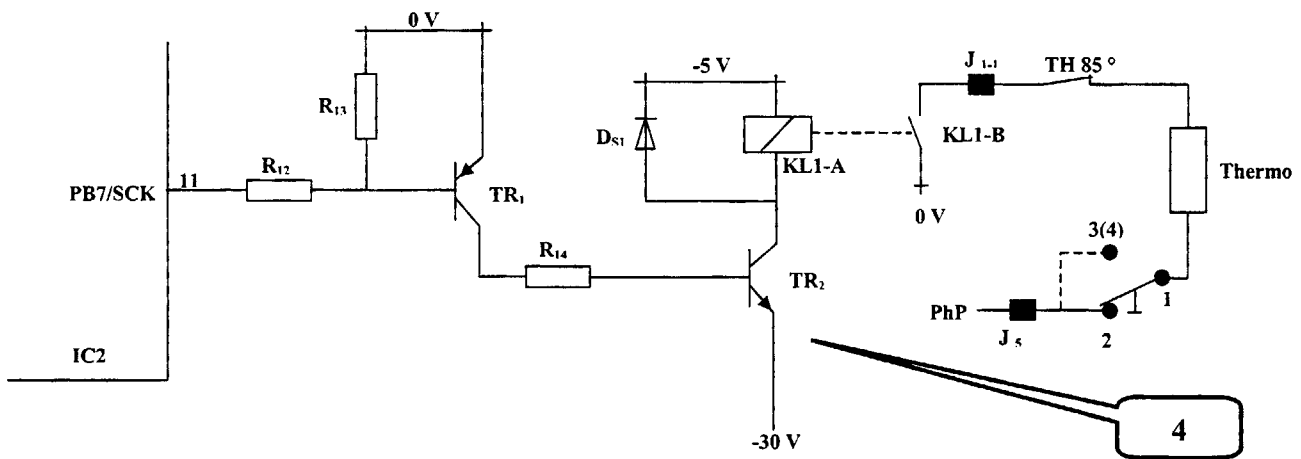 0 V
-5 V
J 1-1
TH 85 °
R13
DS1
KL1-A
KL1-B
R12
11
PB7/SCK
TR1
Thermo
0 V
3(4)
R14
TR2
PhP
J 5
2
1
IC2
-30 V
4